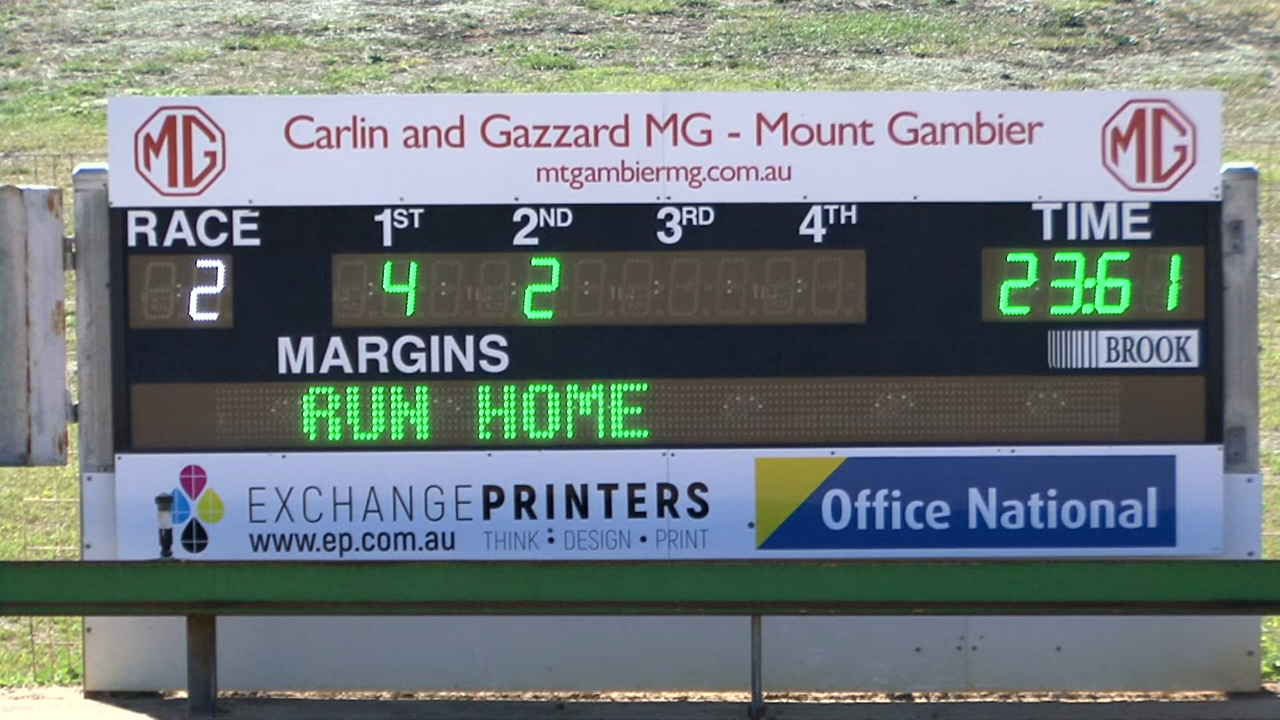 MG Carlin and Gazzard MG - Mount Gambier MG
mtgambiermg.com.au
RACE 1ST 2ND 3RD 4TH TIME
2 4 2 23:61
MARGINS BROOK
RUN HOME
EXCHANGEPRINTERS Office National
www.ep.com.au THINK : DESIGN • PRINT